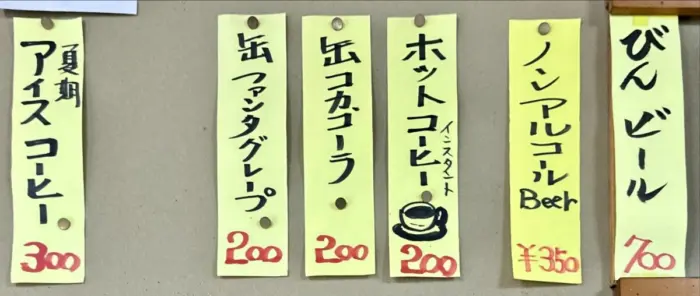 びんビール
700
ノンアルコール
Beer
¥350
ホットコーヒー
インスタント
200
缶コカ、コーラ
200
缶ファンタグレープ
200
夏期
アイスコーヒー
300